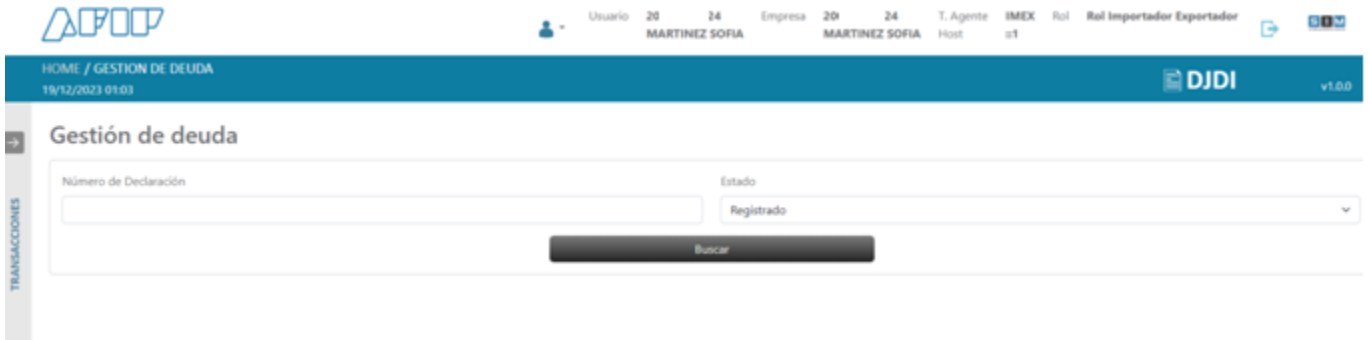 AFIP
Usuario 20 24 Empresa 20 24 T. Agente IMEX Rol Rol Importador Exportador
MARTINEZ SOFIA MARTINEZ SOFIA Host ::1
SIM
HOME / GESTION DE DEUDA
19/12/2023 01:03
DJDI
v1.0.0
Gestión de deuda
Número de Declaración
Estado
Registrado
Buscar
TRANSACCIONES